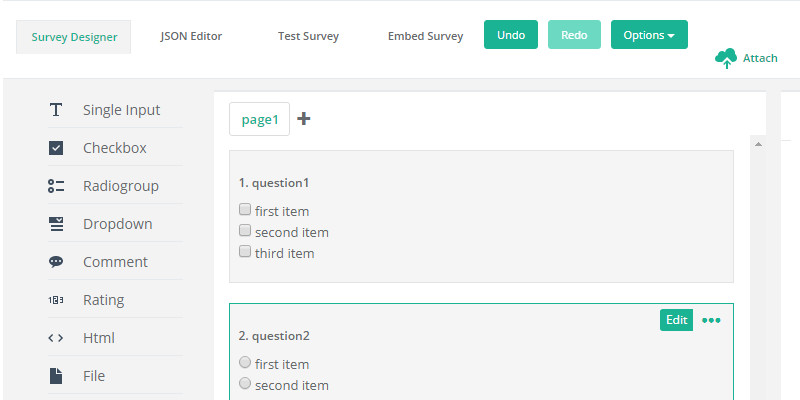 Survey Designer JSON Editor Test Survey Embed Survey Undo Redo Options
Attach
Single Input
Checkbox
Radiogroup
Dropdown
Comment
Rating
Html
File
page1 +
1. question1
first item
second item
third item
Edit
2. question2
first item
second item